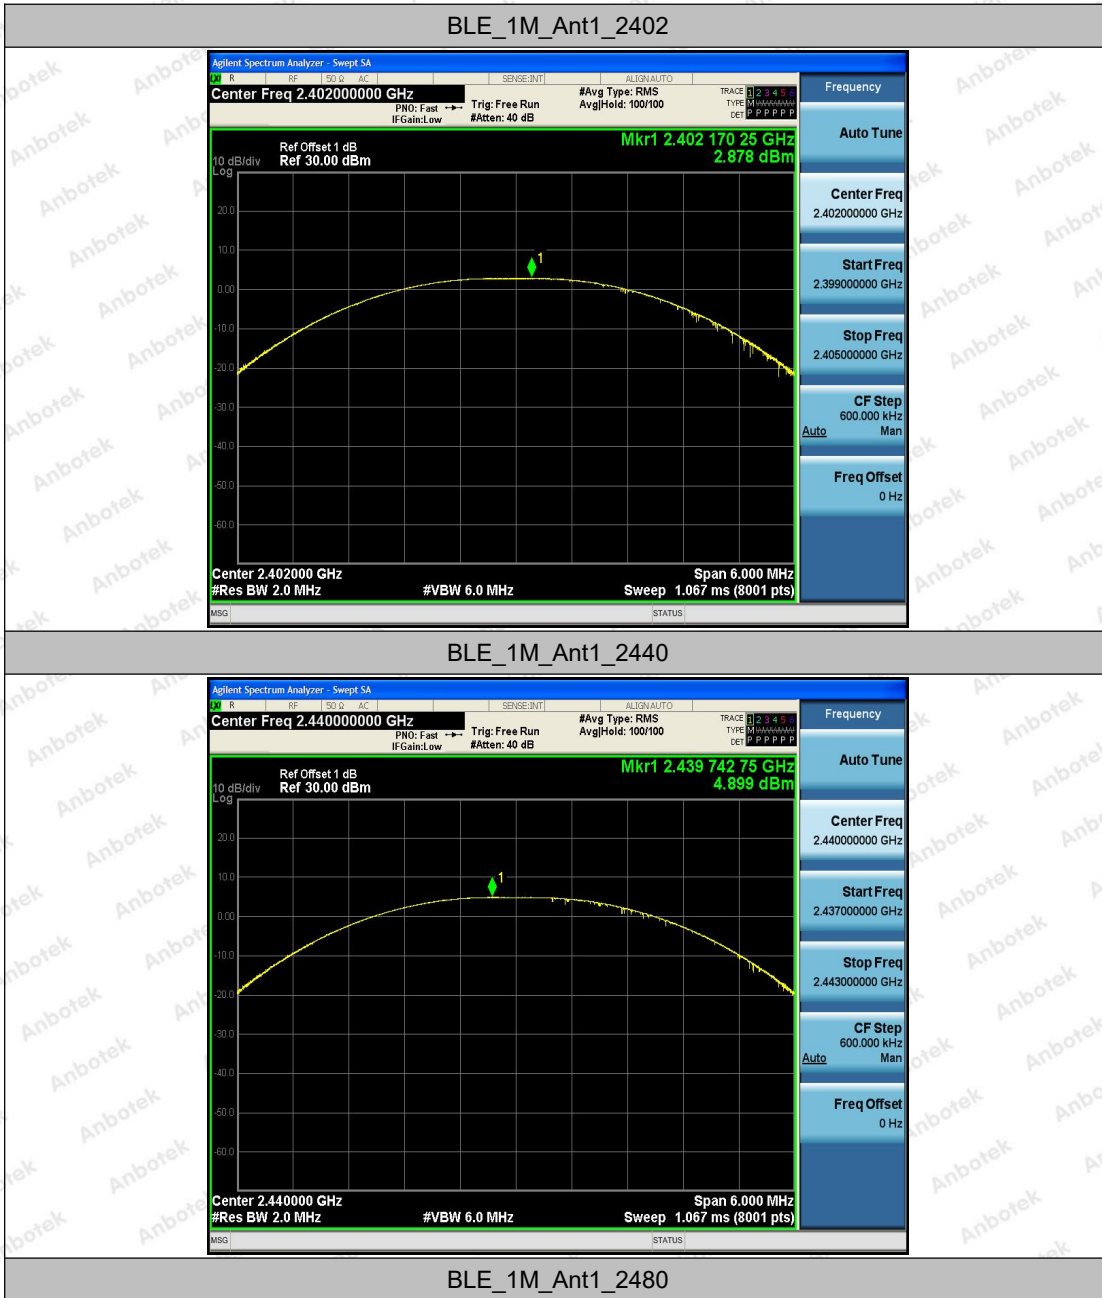 BLE_1M_Ant1_2402
Agilent Spectrum Analyzer - Swept SA
LXI R RF 50 Ω AC SENSE:INT ALIGNAUTO
Center Freq 2.402000000 GHz
PNO: Fast
IFGain:Low
Trig: Free Run
#Atten: 40 dB
#Avg Type: RMS
Avg|Hold: 100/100
TRACE 1 2 3 4 5 6
TYPE M
DET P P P P P P
Mkr1 2.402 170 25 GHz
2.878 dBm
Ref Offset 1 dB
10 dB/div Ref 30.00 dBm
Log
20.0
10.0
0.00
-10.0
-20.0
-30.0
-40.0
-50.0
-60.0
1
Center 2.402000 GHz
Span 6.000 MHz
#Res BW 2.0 MHz
#VBW 6.0 MHz
Sweep 1.067 ms (8001 pts)
MSG
STATUS
Frequency
Auto Tune
Center Freq
2.402000000 GHz
Start Freq
2.399000000 GHz
Stop Freq
2.405000000 GHz
CF Step
600.000 kHz
Auto Man
Freq Offset
0 Hz
BLE_1M_Ant1_2440
Agilent Spectrum Analyzer - Swept SA
LXI R RF 50 Ω AC SENSE:INT ALIGNAUTO
Center Freq 2.440000000 GHz
PNO: Fast
IFGain:Low
Trig: Free Run
#Atten: 40 dB
#Avg Type: RMS
Avg|Hold: 100/100
TRACE 1 2 3 4 5 6
TYPE M
DET P P P P P P
Mkr1 2.439 742 75 GHz
4.899 dBm
Ref Offset 1 dB
10 dB/div Ref 30.00 dBm
Log
20.0
10.0
0.00
-10.0
-20.0
-30.0
-40.0
-50.0
-60.0
1
Center 2.440000 GHz
Span 6.000 MHz
#Res BW 2.0 MHz
#VBW 6.0 MHz
Sweep 1.067 ms (8001 pts)
MSG
STATUS
Frequency
Auto Tune
Center Freq
2.440000000 GHz
Start Freq
2.437000000 GHz
Stop Freq
2.443000000 GHz
CF Step
600.000 kHz
Auto Man
Freq Offset
0 Hz
BLE_1M_Ant1_2480